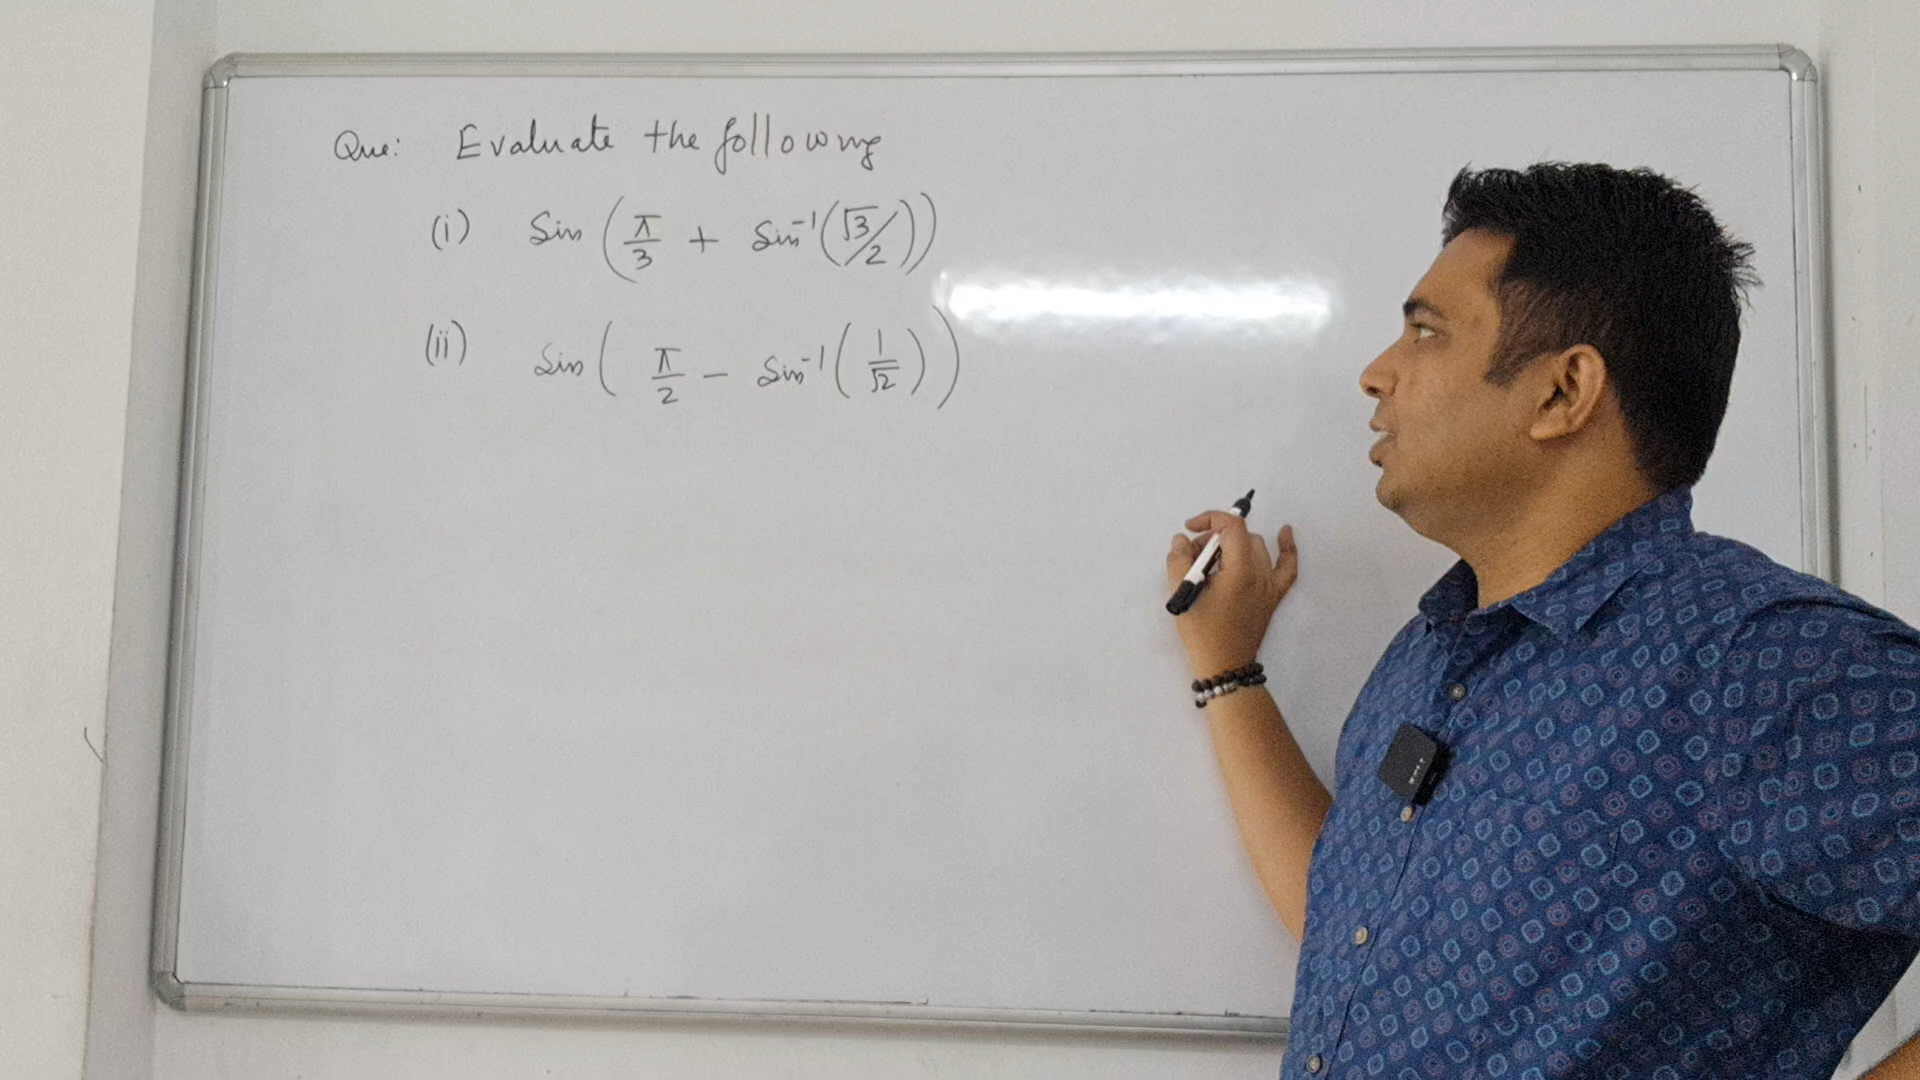 Que: Evaluate the following
(i) Sin (π/3 + Sin⁻¹(√3/2))
(ii) Sin (π/2 − Sin⁻¹(1/√2))